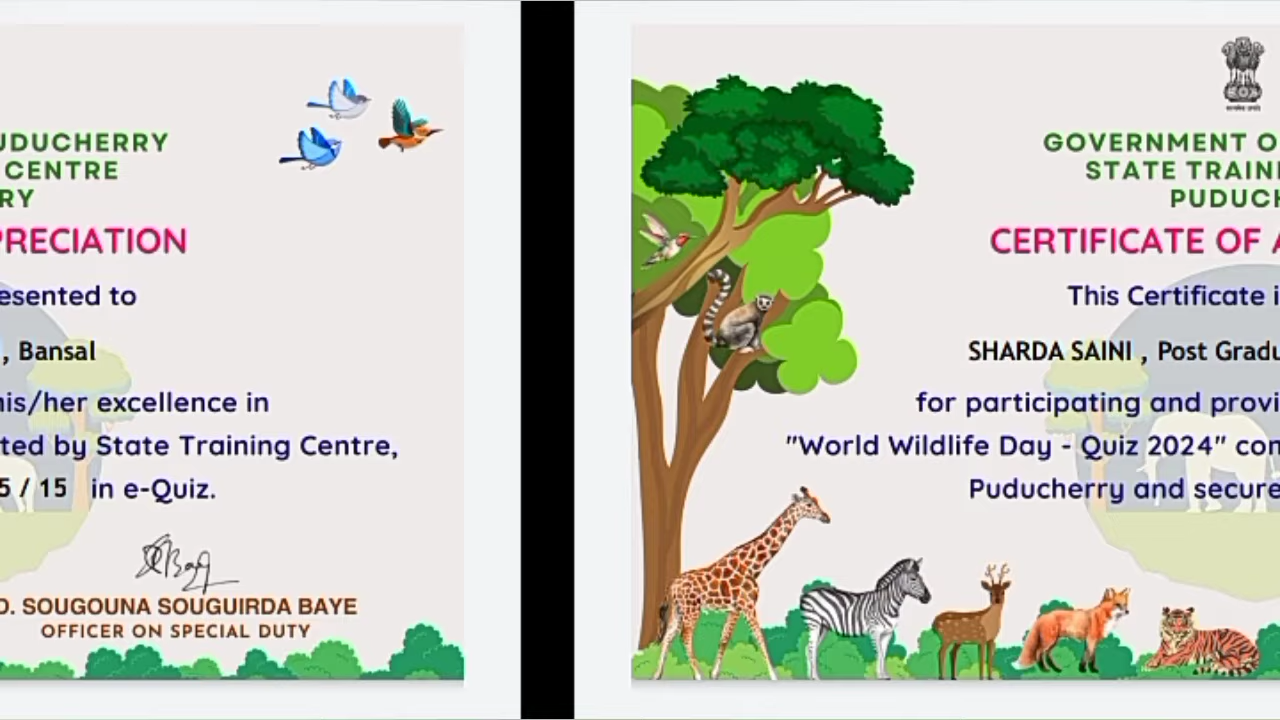 UDUCHERRY
CENTRE
RY
PRECIATION
esented to
, Bansal
his/her excellence in
ted by State Training Centre,
5 / 15 in e-Quiz.
D. SOUGOUNA SOUGUIRDA BAYE
OFFICER ON SPECIAL DUTY
GOVERNMENT O
STATE TRAINI
PUDUCH
CERTIFICATE OF A
This Certificate i
SHARDA SAINI , Post Gradu
for participating and provi
"World Wildlife Day - Quiz 2024" con
Puducherry and secure